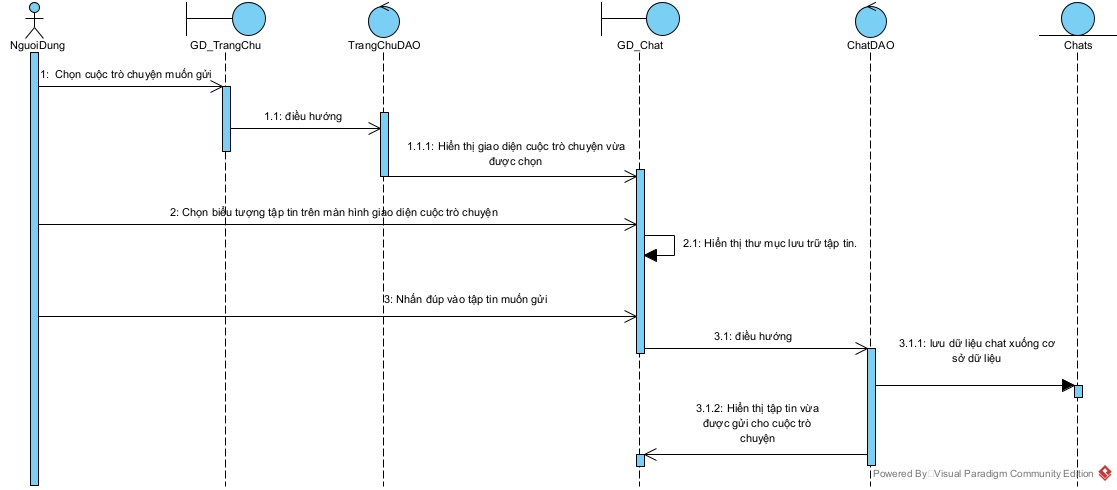 NguoiDung
GD_TrangChu
TrangChuDAO
GD_Chat
ChatDAO
Chats
1: Chọn cuộc trò chuyện muốn gửi
1.1: điều hướng
1.1.1: Hiển thị giao diện cuộc trò chuyện vừa
được chọn
2: Chọn biểu tượng tập tin trên màn hình giao diện cuộc trò chuyện
2.1: Hiển thị thư mục lưu trữ tập tin.
3: Nhấn đúp vào tập tin muốn gửi
3.1: điều hướng
3.1.1: lưu dữ liệu chat xuống cơ
sở dữ liệu
3.1.2: Hiển thị tập tin vừa
được gửi cho cuộc trò
chuyện
Powered By Visual Paradigm Community Edition